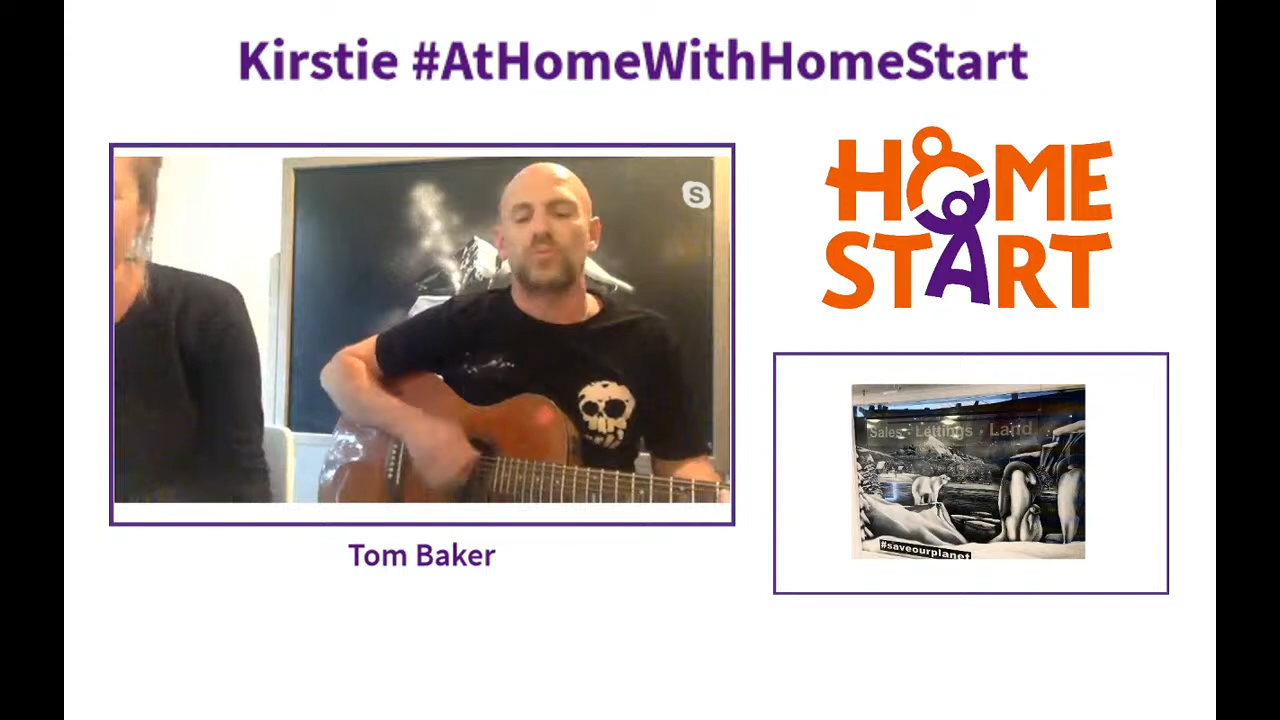 Kirstie #AtHomeWithHomeStart
S
HOME
START
Sales · Lettings · Land
#saveourplanet
Tom Baker